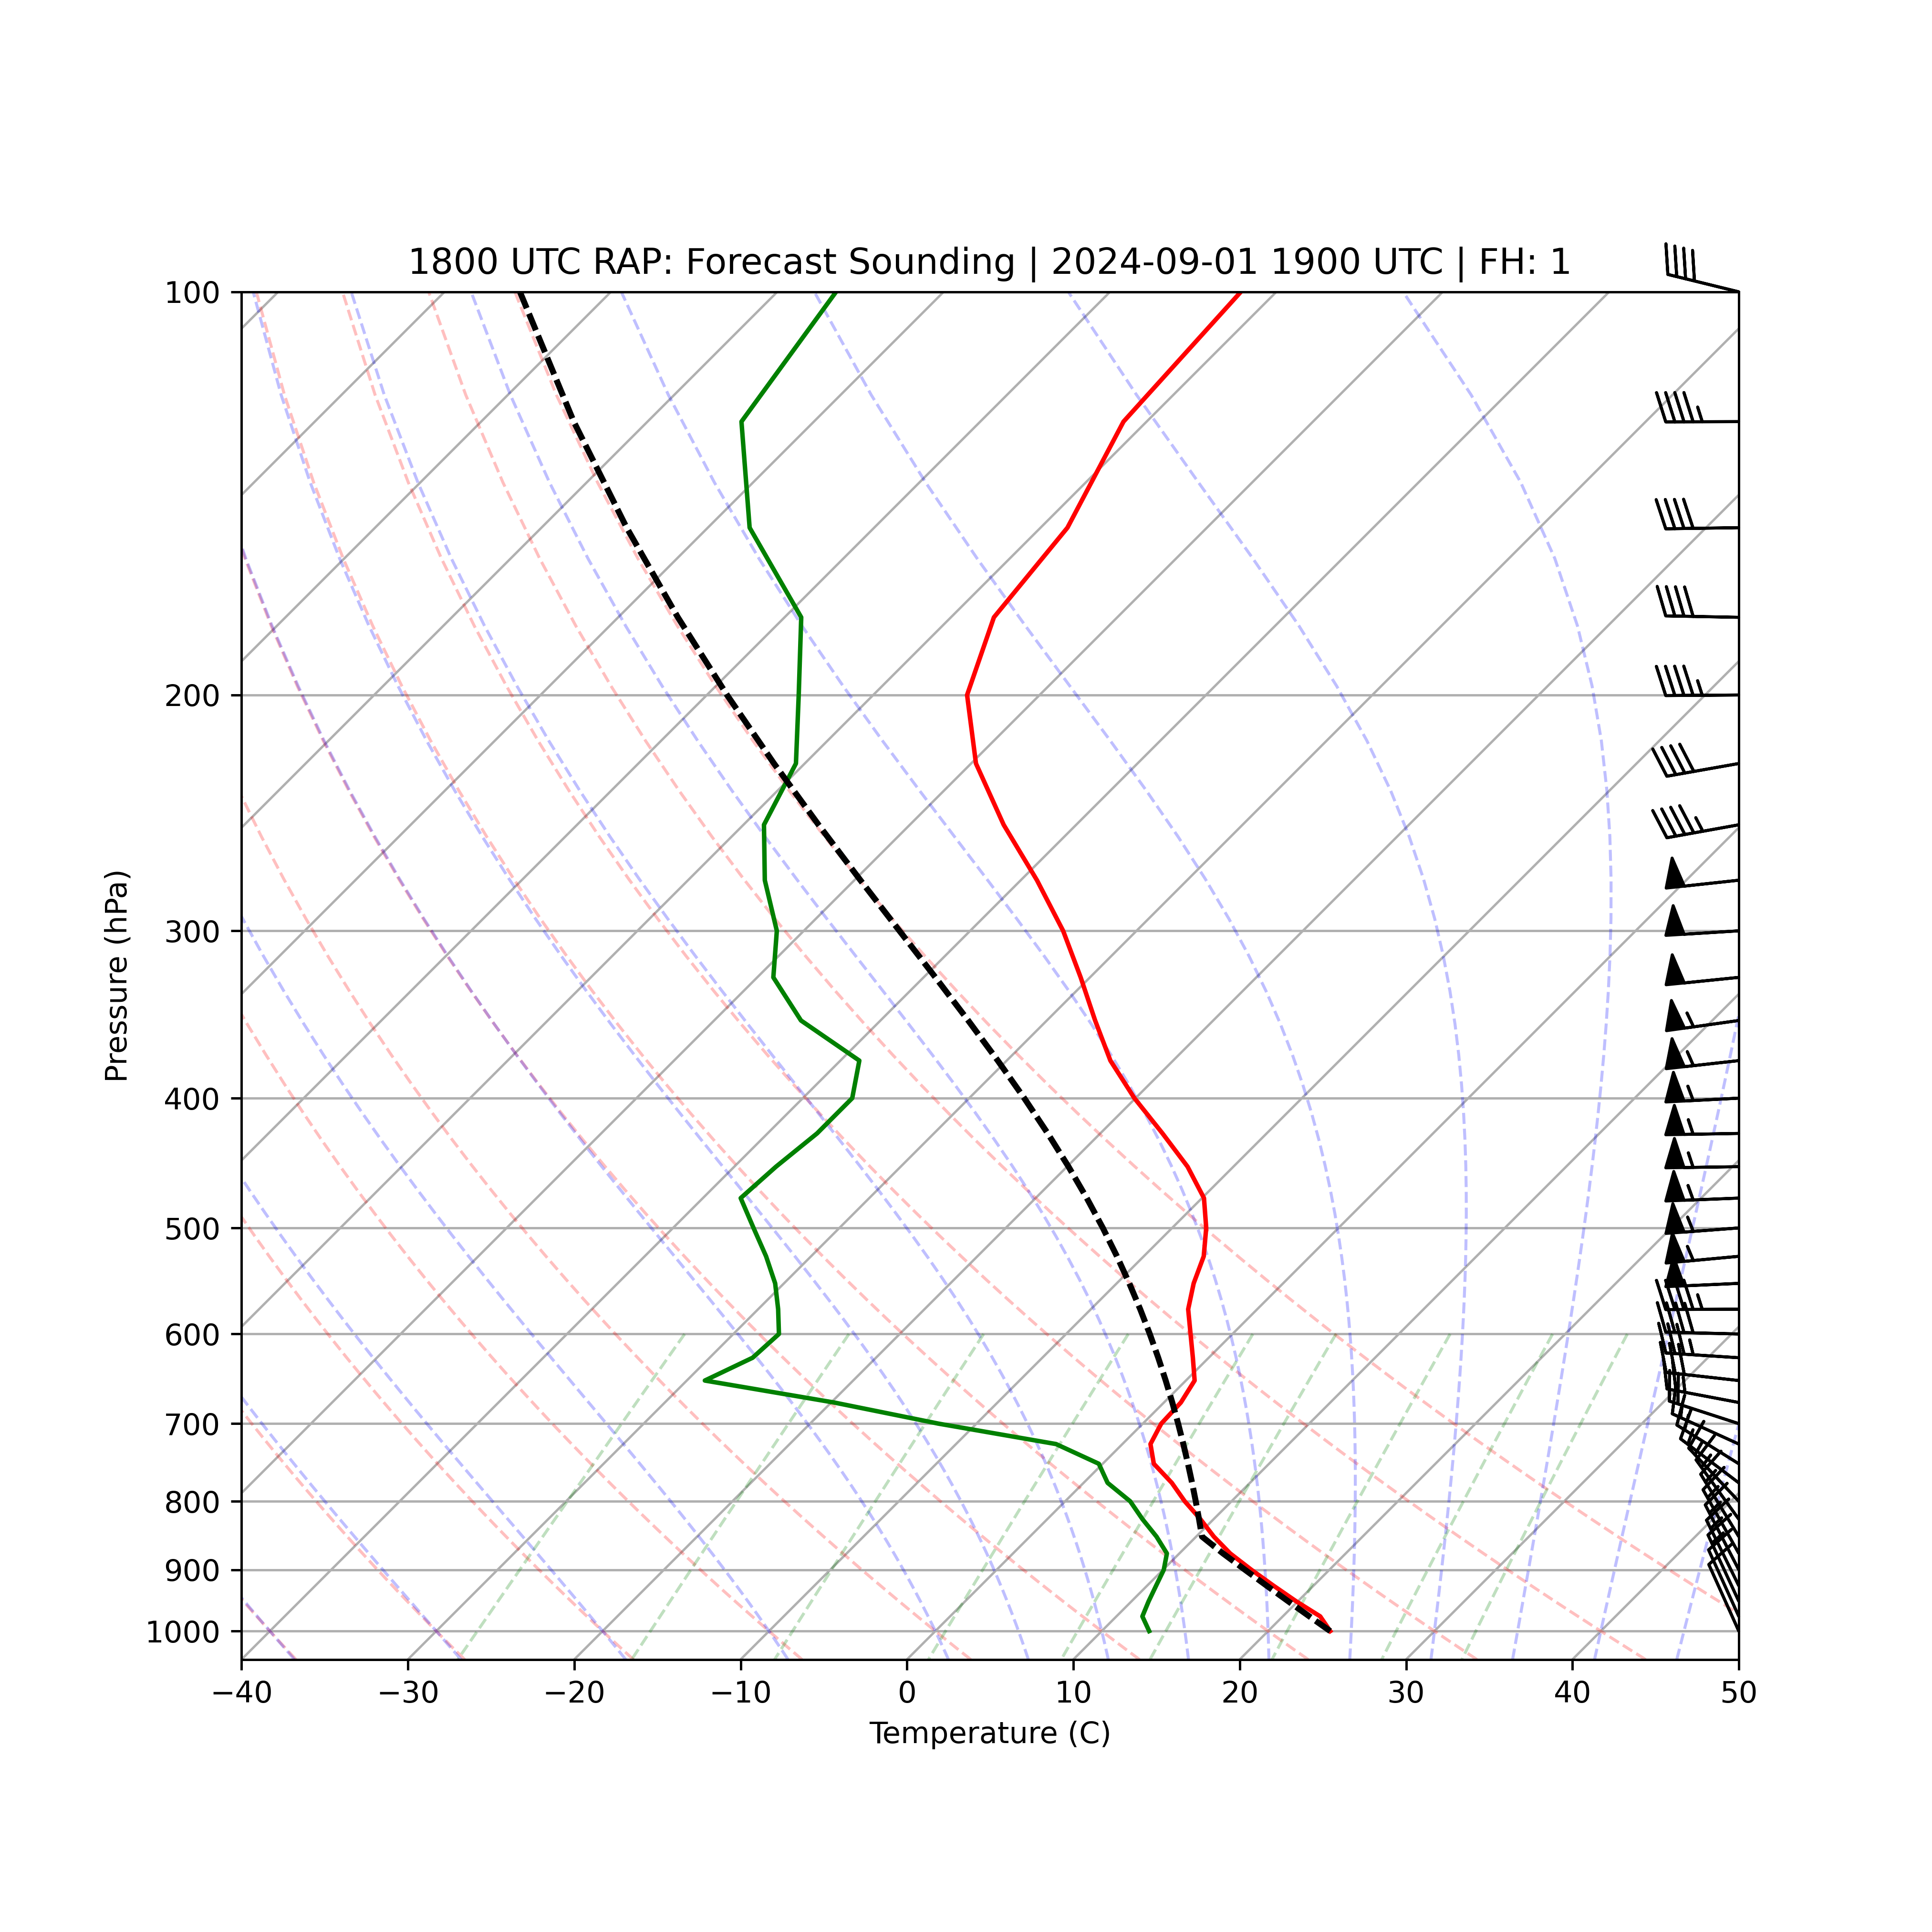 1800 UTC RAP: Forecast Sounding | 2024-09-01 1900 UTC | FH: 1
100
200
300
400
500
600
700
800
900
1000
Pressure (hPa)
−40 −30 −20 −10 0 10 20 30 40 50
Temperature (C)